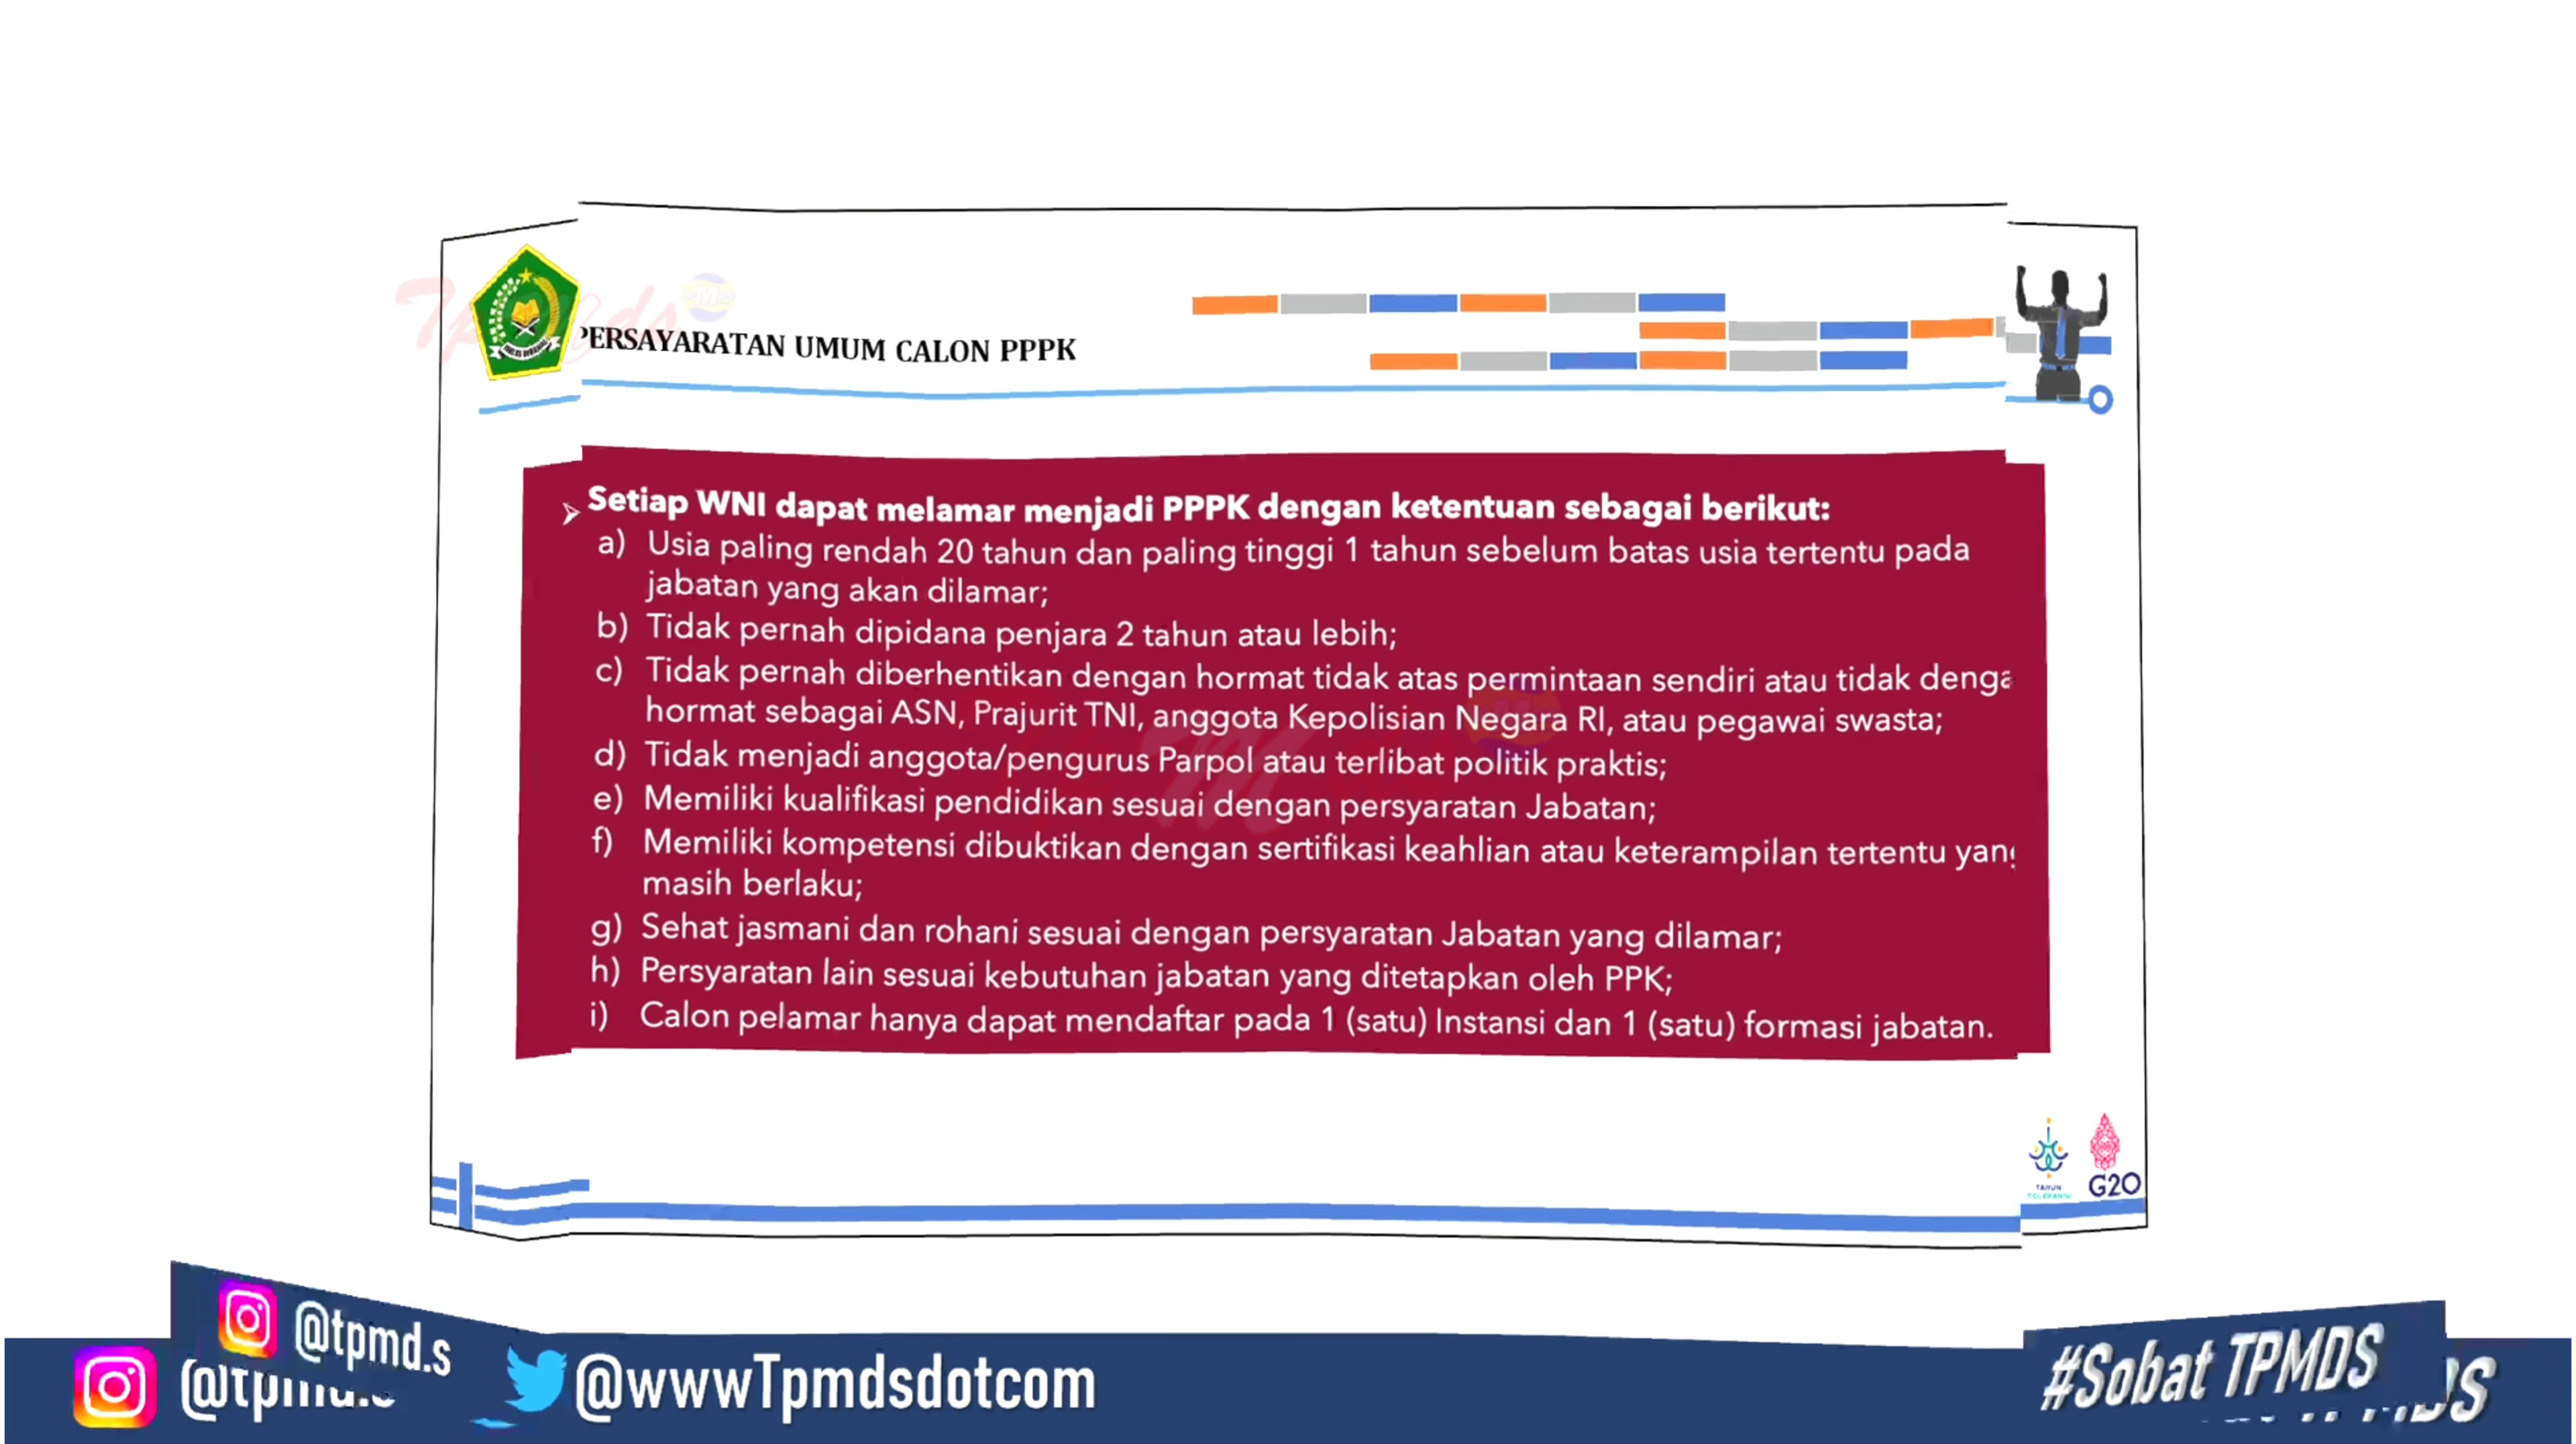 PERSAYARATAN UMUM CALON PPPK
➢ Setiap WNI dapat melamar menjadi PPPK dengan ketentuan sebagai berikut:
a) Usia paling rendah 20 tahun dan paling tinggi 1 tahun sebelum batas usia tertentu pada
jabatan yang akan dilamar;
b) Tidak pernah dipidana penjara 2 tahun atau lebih;
c) Tidak pernah diberhentikan dengan hormat tidak atas permintaan sendiri atau tidak denga
hormat sebagai ASN, Prajurit TNI, anggota Kepolisian Negara RI, atau pegawai swasta;
d) Tidak menjadi anggota/pengurus Parpol atau terlibat politik praktis;
e) Memiliki kualifikasi pendidikan sesuai dengan persyaratan Jabatan;
f) Memiliki kompetensi dibuktikan dengan sertifikasi keahlian atau keterampilan tertentu yang
masih berlaku;
g) Sehat jasmani dan rohani sesuai dengan persyaratan Jabatan yang dilamar;
h) Persyaratan lain sesuai kebutuhan jabatan yang ditetapkan oleh PPK;
i) Calon pelamar hanya dapat mendaftar pada 1 (satu) Instansi dan 1 (satu) formasi jabatan.
TAHUN
TOLERANSI
G20
@tpmd.s
@tpmd.s
@wwwTpmdsdotcom
#Sobat TPMDS